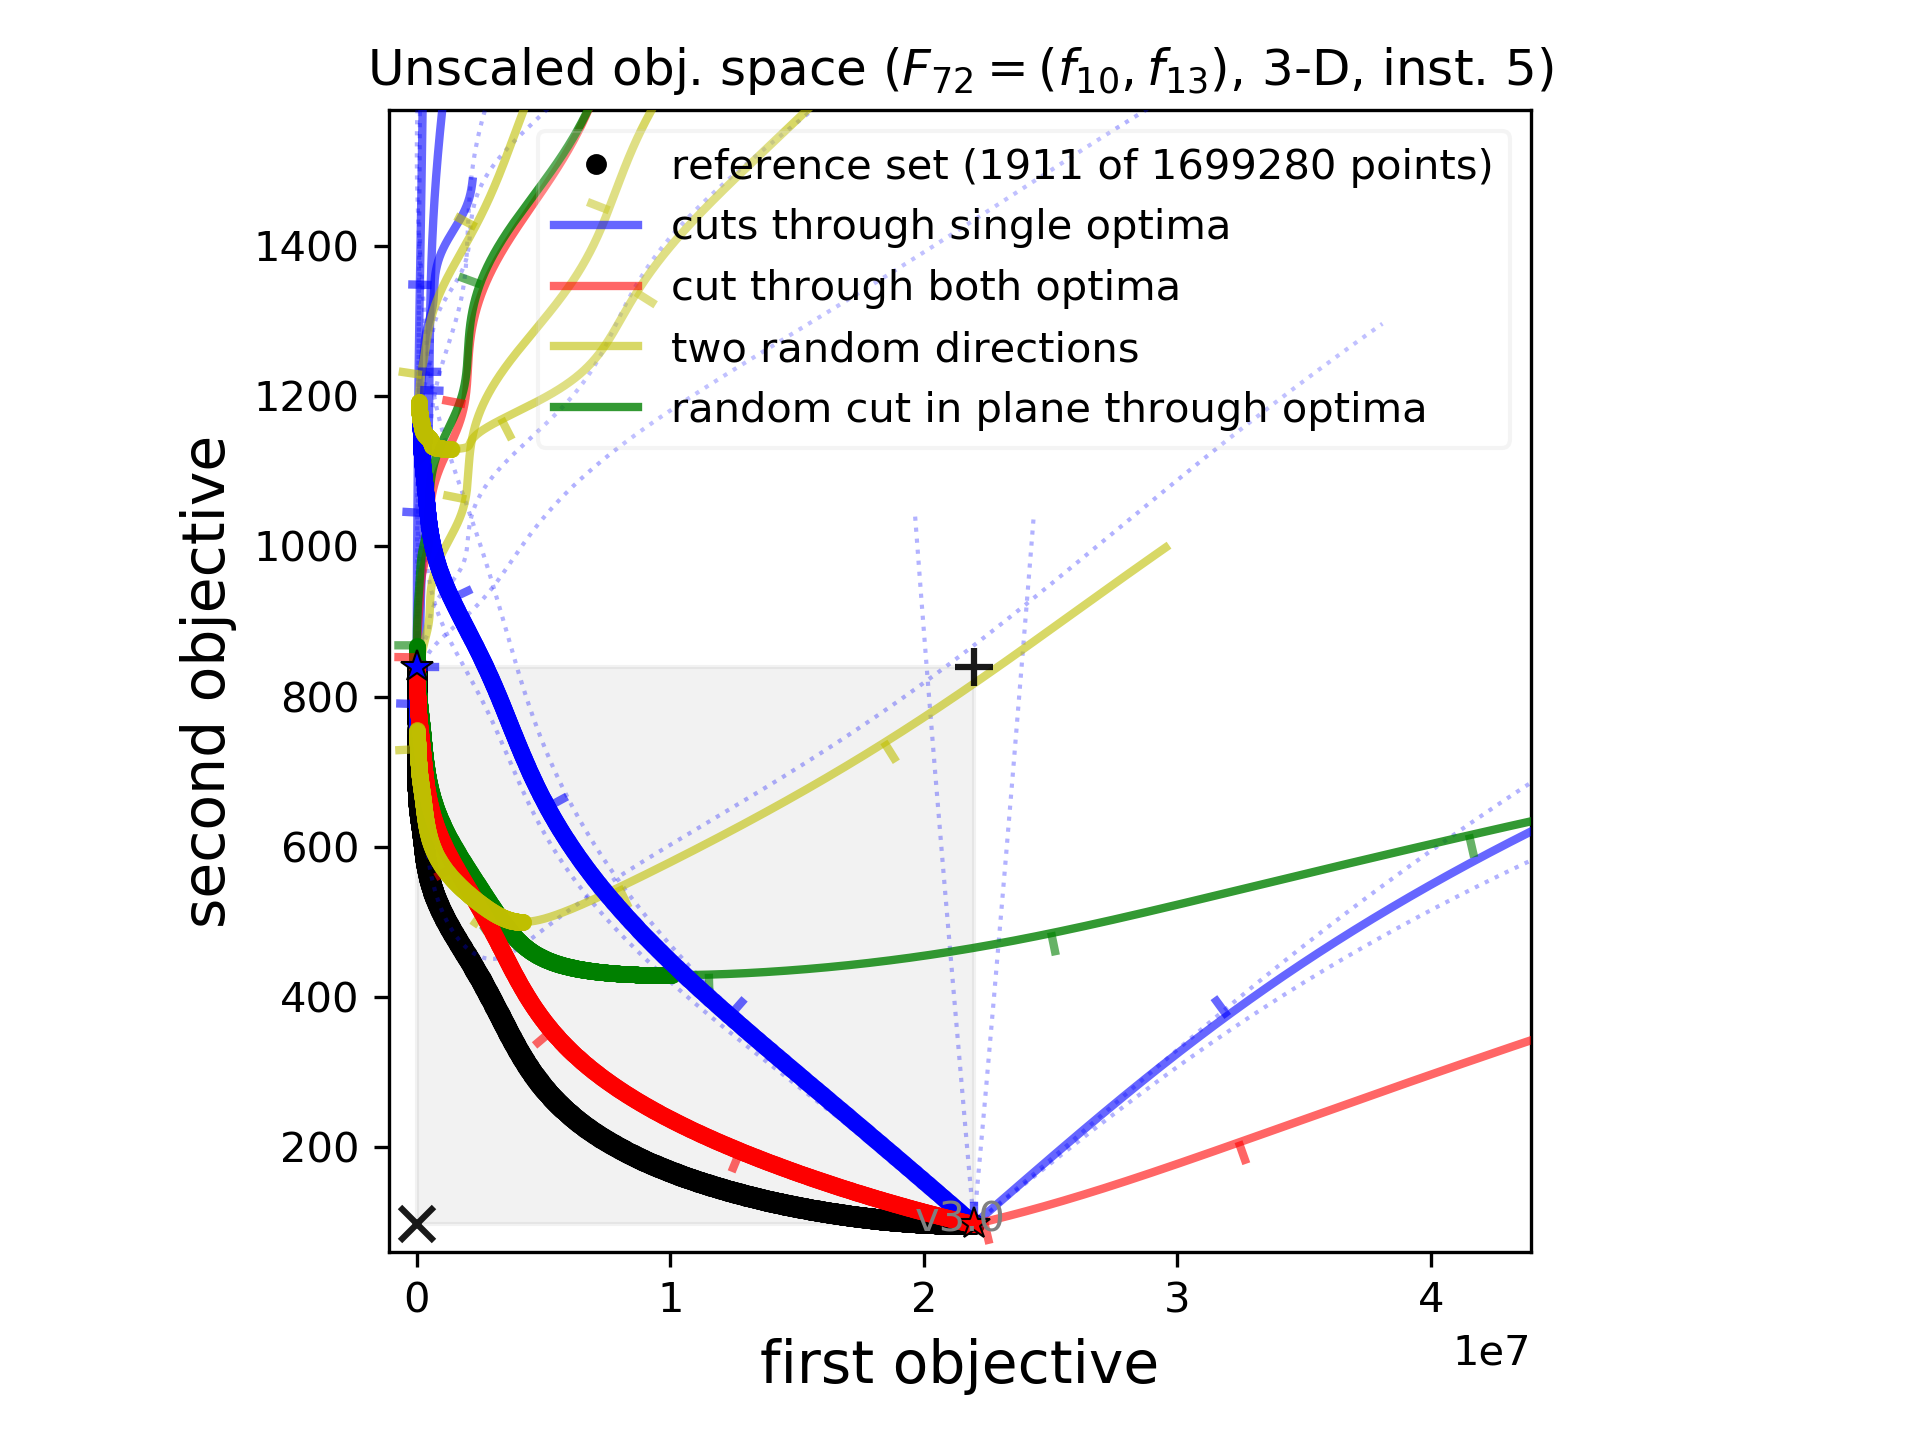 Unscaled obj. space (F₇₂ = (f₁₀, f₁₃), 3-D, inst. 5)
reference set (1911 of 1699280 points)
cuts through single optima
cut through both optima
two random directions
random cut in plane through optima
second objective
1400
1200
1000
800
600
400
200
v3.0
0
1
2
3
4
1e7
first objective